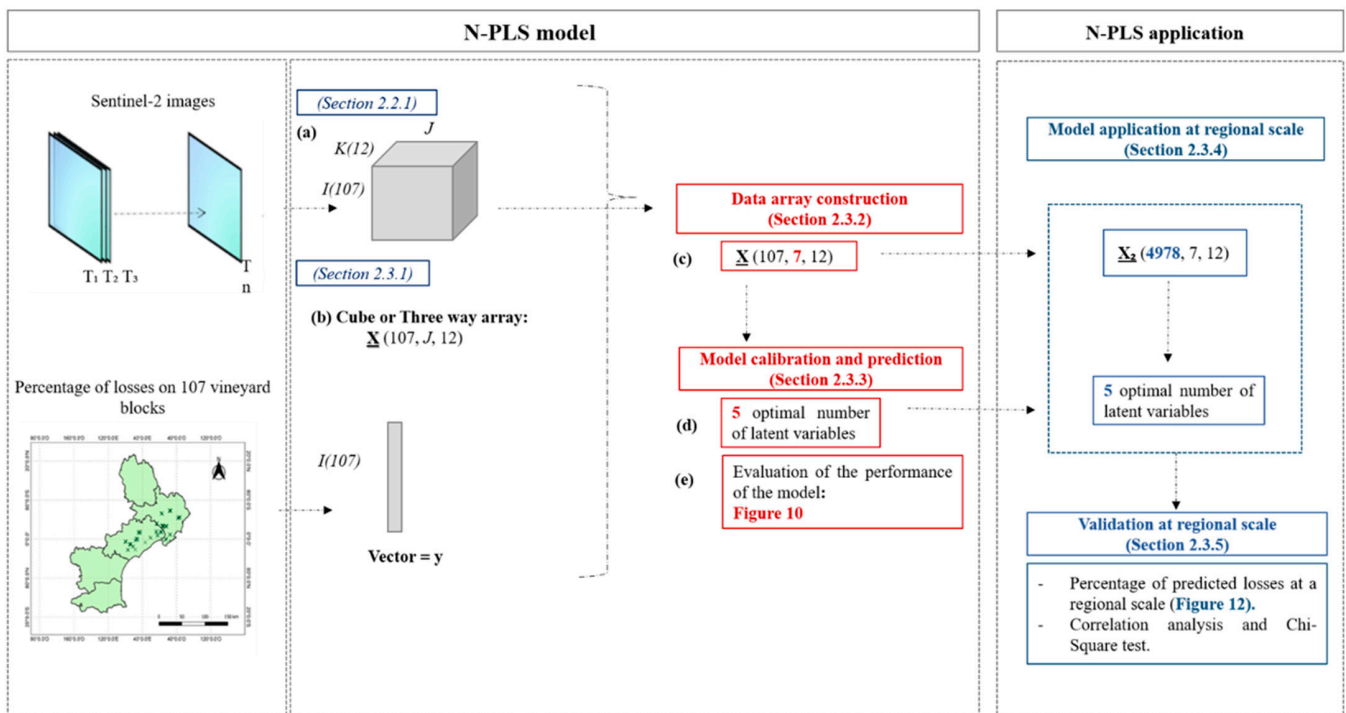 N-PLS model
N-PLS application
Sentinel-2 images
T₁ T₂ T₃
T
n
Percentage of losses on 107 vineyard
blocks
N
(Section 2.2.1)
(a)
J
K(12)
I(107)
(Section 2.3.1)
(b) Cube or Three way array:
X (107, J, 12)
I(107)
Vector = y
Data array construction
(Section 2.3.2)
(c)
X (107, 7, 12)
Model calibration and prediction
(Section 2.3.3)
(d)
5 optimal number
of latent variables
(e)
Evaluation of the performance
of the model:
Figure 10
Model application at regional scale
(Section 2.3.4)
X₂ (4978, 7, 12)
5 optimal number of
latent variables
Validation at regional scale
(Section 2.3.5)
- Percentage of predicted losses at a
regional scale (Figure 12).
- Correlation analysis and Chi-
Square test.